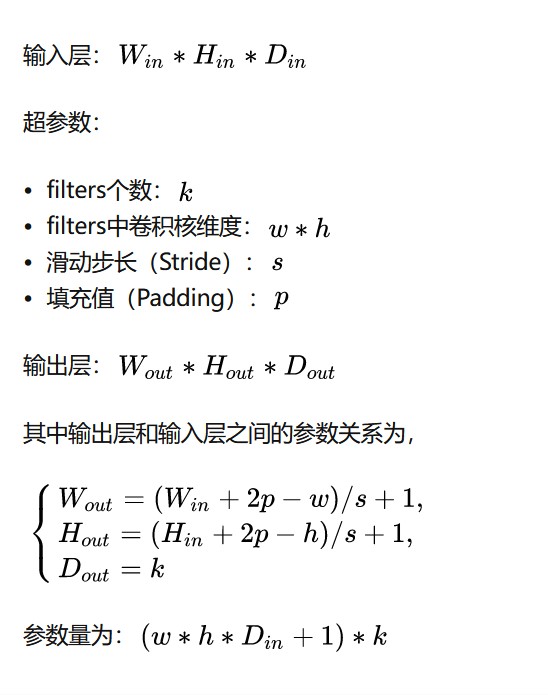 输入层： W_{in} * H_{in} * D_{in}
超参数：
• filters个数： k
• filters中卷积核维度： w * h
• 滑动步长（Stride）： s
• 填充值（Padding）： p
输出层： W_{out} * H_{out} * D_{out}
其中输出层和输入层之间的参数关系为，
W_{out} = (W_{in} + 2p − w)/s + 1,
H_{out} = (H_{in} + 2p − h)/s + 1,
D_{out} = k
参数量为： (w * h * D_{in} + 1) * k